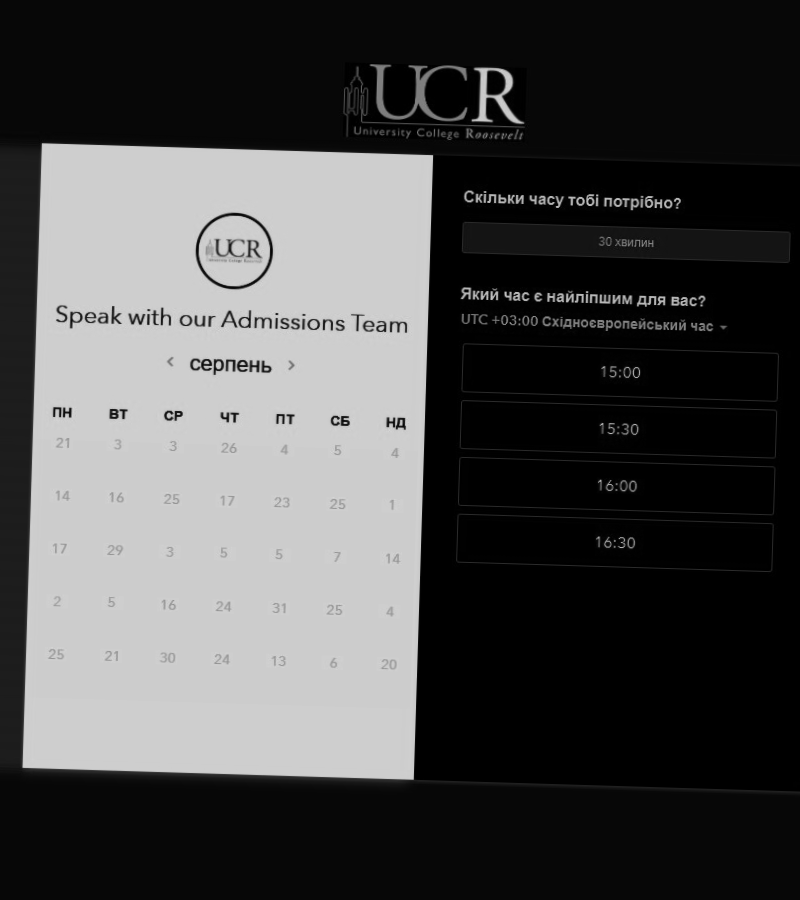 UCR
University College Roosevelt
UCR
University College Roosevelt
Speak with our Admissions Team
серпень
ПН ВТ СР ЧТ ПТ СБ НД
21 3 3 26 4 5 4
14 16 25 17 23 25 1
17 29 3 5 5 7 14
2 5 16 24 31 25 4
25 21 30 24 13 6 20
Скільки часу тобі потрібно?
30 хвилин
Який час є найліпшим для вас?
UTC +03:00 Східноєвропейський час
15:00
15:30
16:00
16:30